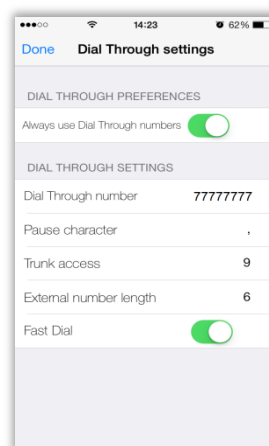 14:23 62%
Done Dial Through settings
DIAL THROUGH PREFERENCES
Always use Dial Through numbers
DIAL THROUGH SETTINGS
Dial Through number 77777777
Pause character ,
Trunk access 9
External number length 6
Fast Dial